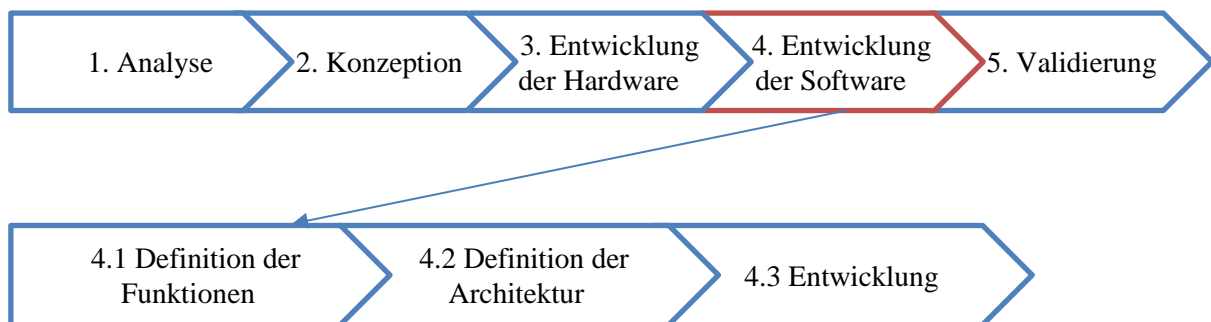 1. Analyse
2. Konzeption
3. Entwicklung
der Hardware
4. Entwicklung
der Software
5. Validierung
4.1 Definition der
Funktionen
4.2 Definition der
Architektur
4.3 Entwicklung